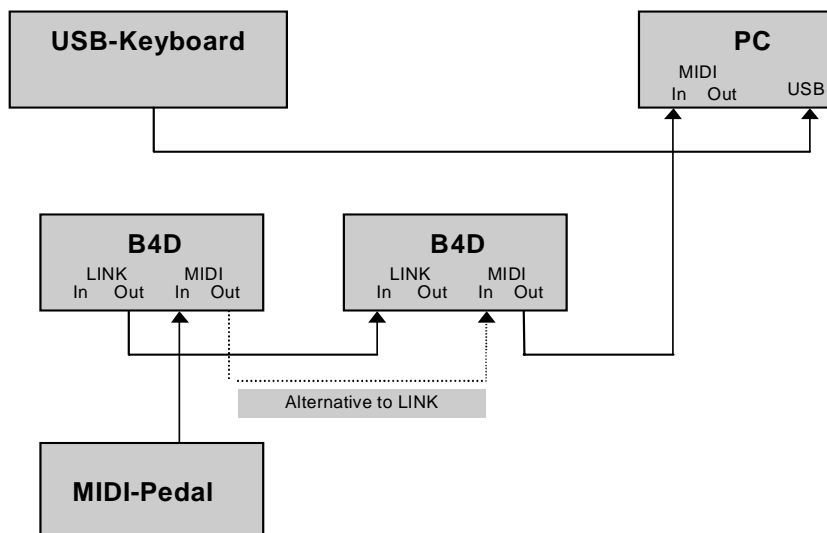 USB-Keyboard
PC
MIDI
In Out
USB
B4D
LINK MIDI
In Out In Out
B4D
LINK MIDI
In Out In Out
Alternative to LINK
MIDI-Pedal